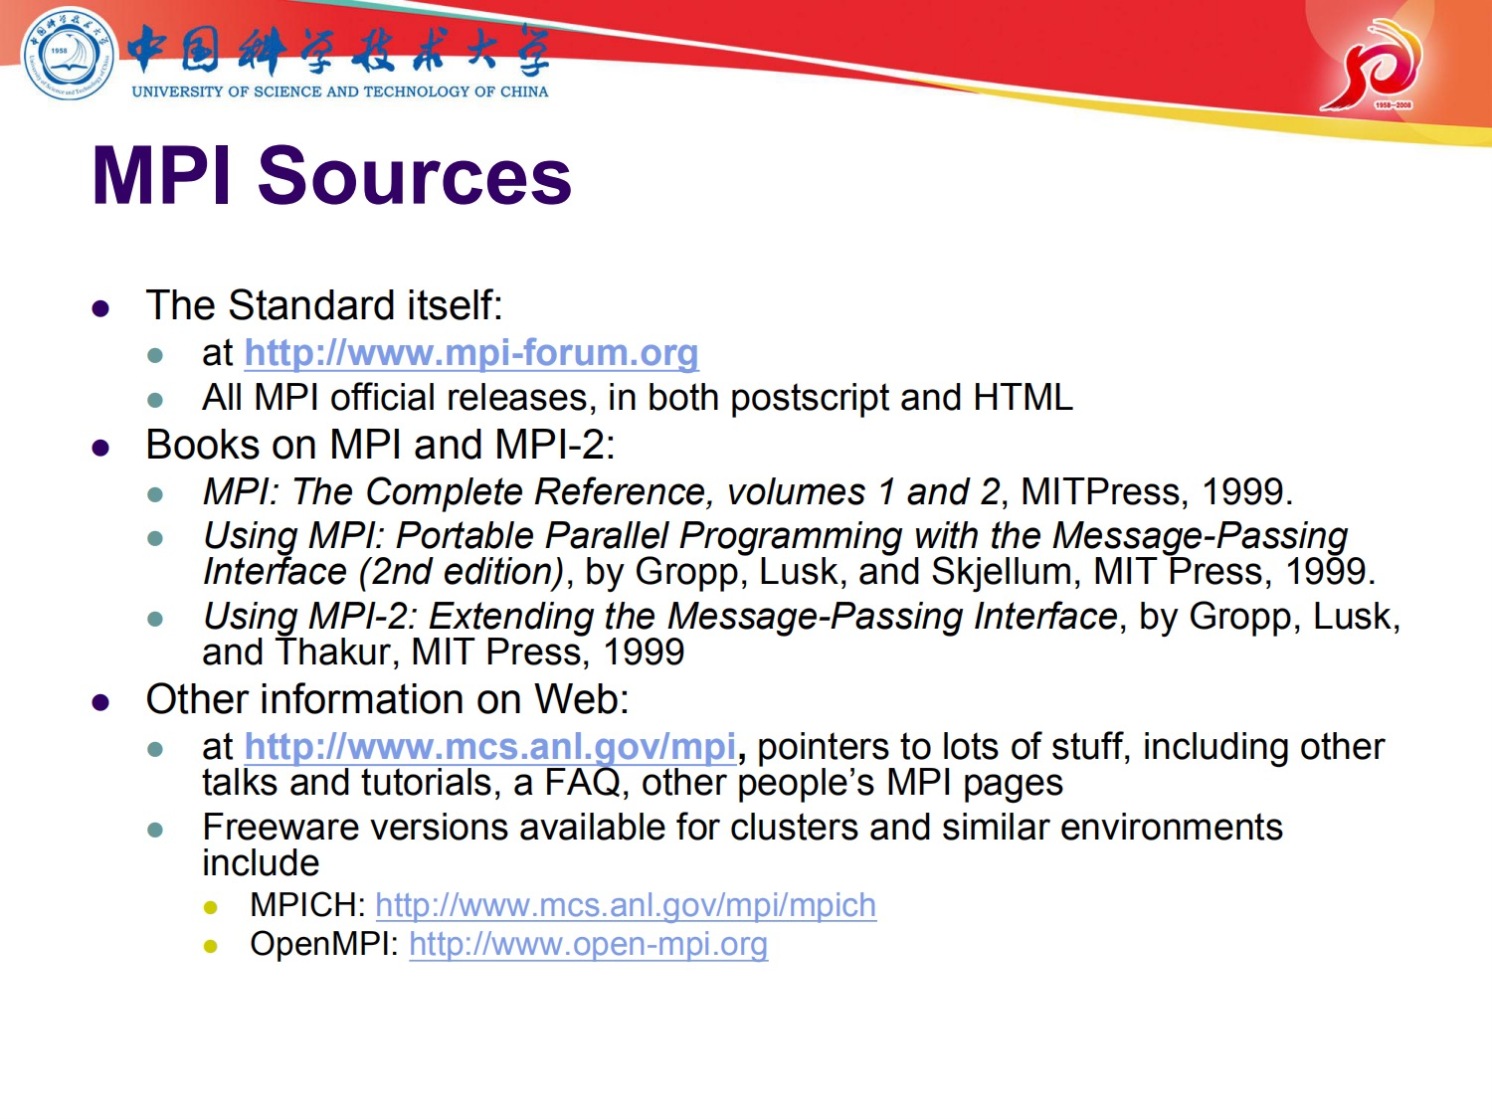 中国科学技术大学
UNIVERSITY OF SCIENCE AND TECHNOLOGY OF CHINA
1958
1958-2008
MPI Sources
The Standard itself:
at http://www.mpi-forum.org
All MPI official releases, in both postscript and HTML
Books on MPI and MPI-2:
MPI: The Complete Reference, volumes 1 and 2, MITPress, 1999.
Using MPI: Portable Parallel Programming with the Message-Passing
Interface (2nd edition), by Gropp, Lusk, and Skjellum, MIT Press, 1999.
Using MPI-2: Extending the Message-Passing Interface, by Gropp, Lusk,
and Thakur, MIT Press, 1999
Other information on Web:
at http://www.mcs.anl.gov/mpi, pointers to lots of stuff, including other
talks and tutorials, a FAQ, other people’s MPI pages
Freeware versions available for clusters and similar environments
include
MPICH: http://www.mcs.anl.gov/mpi/mpich
OpenMPI: http://www.open-mpi.org